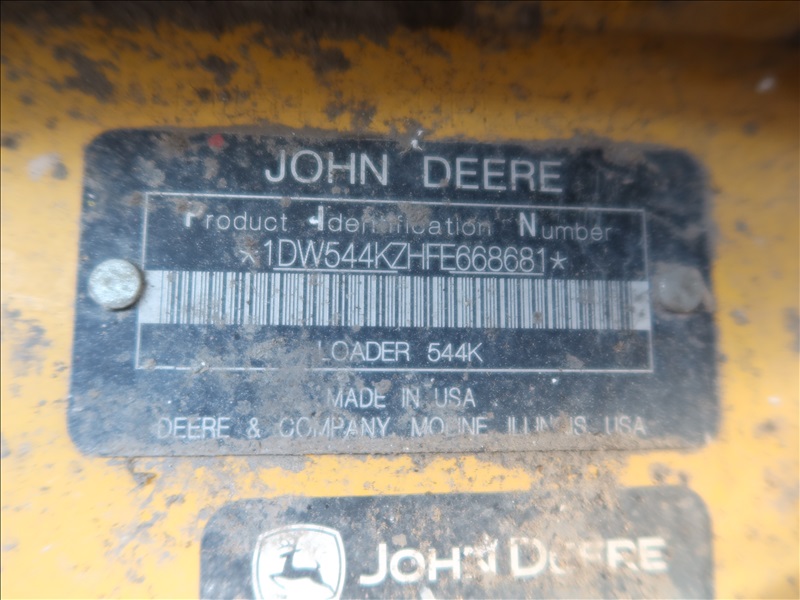 JOHN DEERE
Product Identification Number
*1DW544KZHFE668681*
LOADER 544K
MADE IN USA
DEERE & COMPANY, MOLINE, ILLINOIS, USA
JOHN DEERE